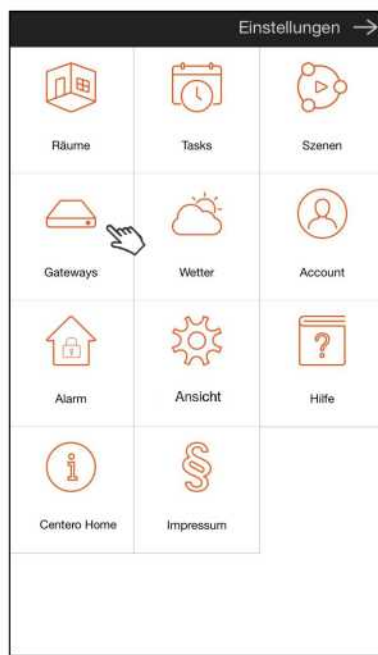 Einstellungen →
Räume Tasks Szenen
Gateways Wetter Account
Alarm Ansicht Hilfe
?
i §
Centero Home Impressum